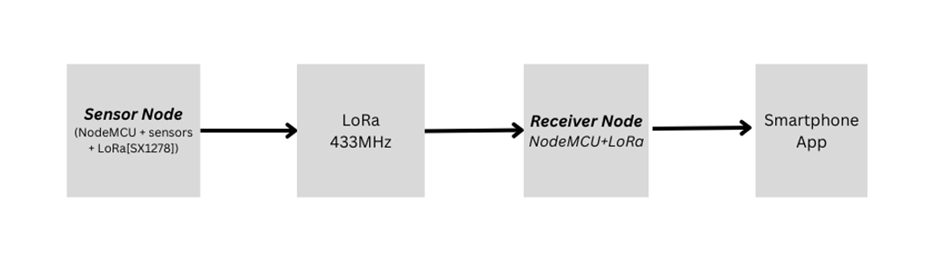 Sensor Node
(NodeMCU + sensors
+ LoRa[SX1278])
LoRa
433MHz
Receiver Node
NodeMCU+LoRa
Smartphone
App